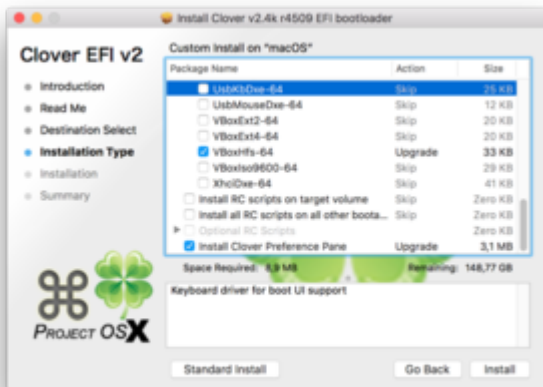 Install Clover v2.4k r4509 EFI bootloader
Clover EFI v2
Custom Install on "macOS"
Package Name Action Size
Introduction
Read Me
Destination Select
Installation Type
Installation
Summary
UsbKbDxe-64 Skip 25 KB
UsbMouseDxe-64 Skip 12 KB
VBoxExt2-64 Skip 20 KB
VBoxExt4-64 Skip 20 KB
VBoxHfs-64 Upgrade 33 KB
VBoxIso9600-64 Skip 29 KB
XhciDxe-64 Skip 41 KB
Install RC scripts on target volume Skip Zero KB
Install all RC scripts on all other boota... Skip Zero KB
Optional RC Scripts Zero KB
Install Clover Preference Pane Upgrade 3,1 MB
Space Required: 8,9 MB Remaining: 148,77 GB
Keyboard driver for boot UI support
PROJECT OSX
Standard Install Go Back Install